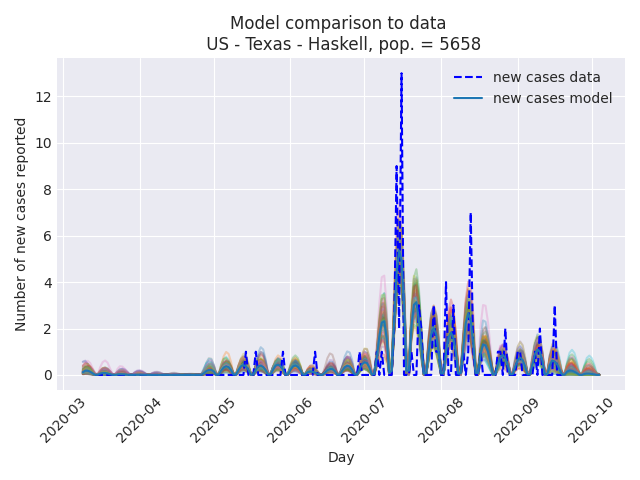 Model comparison to data
US - Texas - Haskell, pop. = 5658
new cases data
new cases model
Number of new cases reported
12
10
8
6
4
2
0
2020-03
2020-04
2020-05
2020-06
2020-07
2020-08
2020-09
2020-10
Day